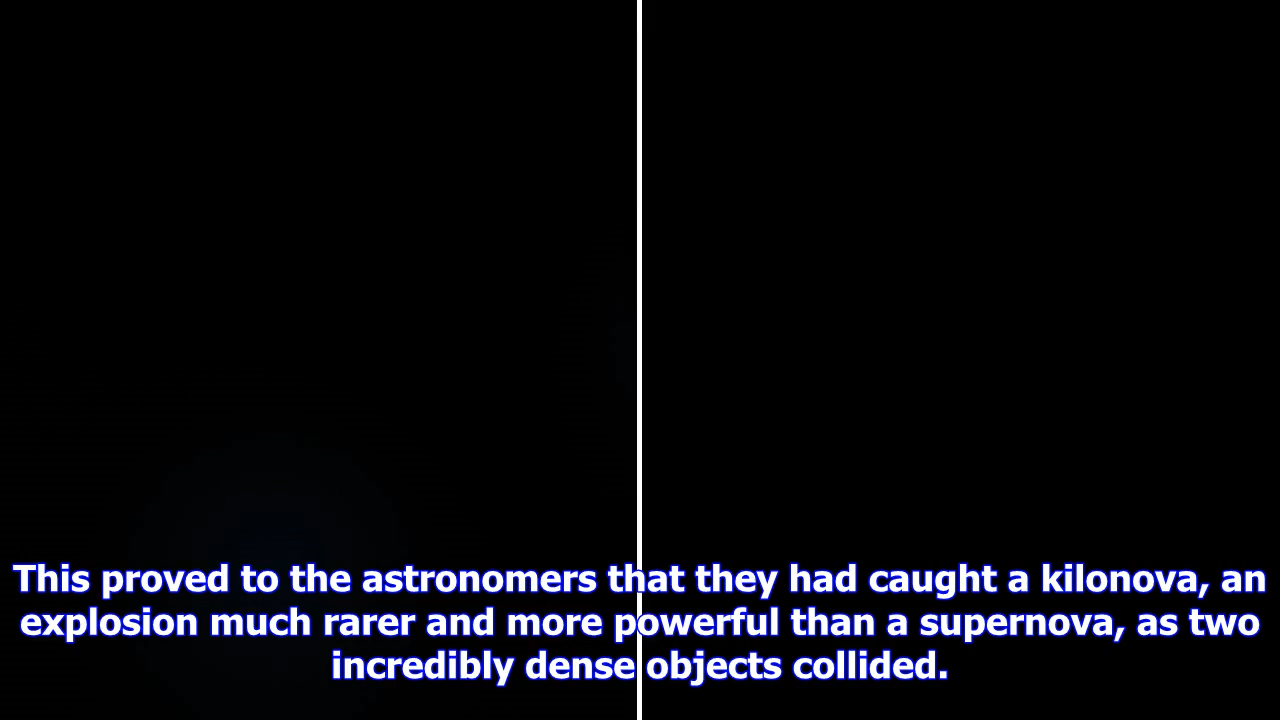 This proved to the astronomers that they had caught a kilonova, an
explosion much rarer and more powerful than a supernova, as two
incredibly dense objects collided.